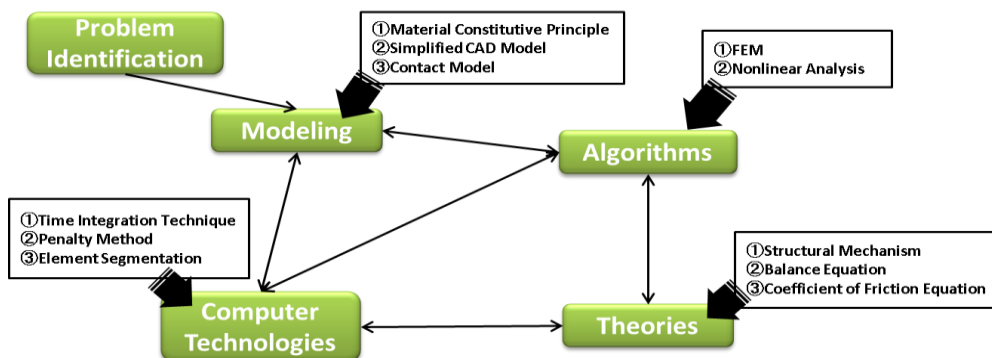 Problem
Identification
①Material Constitutive Principle
②Simplified CAD Model
③Contact Model
①FEM
②Nonlinear Analysis
Modeling
Algorithms
①Time Integration Technique
②Penalty Method
③Element Segmentation
①Structural Mechanism
②Balance Equation
③Coefficient of Friction Equation
Computer
Technologies
Theories